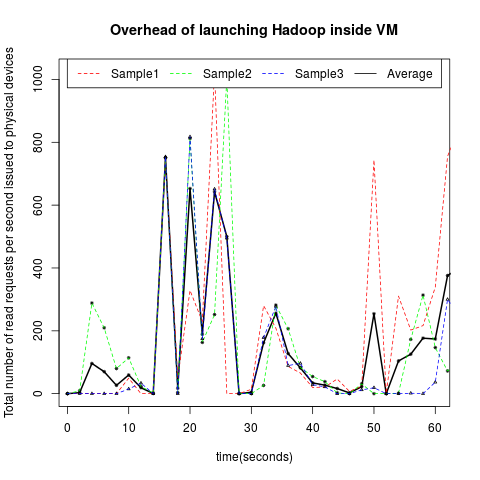 Overhead of launching Hadoop inside VM
Total number of read requests per second issued to physical devices
Sample1 Sample2 Sample3 Average
1000
800
600
400
200
0
0 10 20 30 40 50 60
time(seconds)